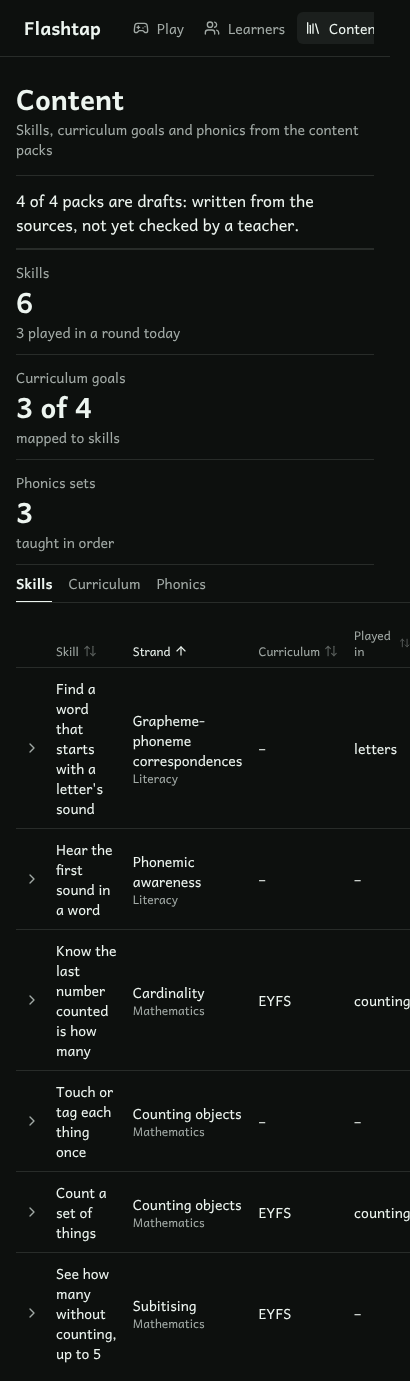 Flashtap Play Learners Conten
Content
Skills, curriculum goals and phonics from the content
packs
4 of 4 packs are drafts: written from the
sources, not yet checked by a teacher.
Skills
6
3 played in a round today
Curriculum goals
3 of 4
mapped to skills
Phonics sets
3
taught in order
Skills Curriculum Phonics
Skill Strand Curriculum Played
in
Find a
word
that
starts
with a
letter's
sound
Grapheme-
phoneme
correspondences
Literacy
–
letters
Hear the
first
sound in
a word
Phonemic
awareness
Literacy
–
–
Know the
last
number
counted
is how
many
Cardinality
Mathematics
EYFS
counting
Touch or
tag each
thing
once
Counting objects
Mathematics
–
–
Count a
set of
things
Counting objects
Mathematics
EYFS
counting
See how
many
without
counting,
up to 5
Subitising
Mathematics
EYFS
–